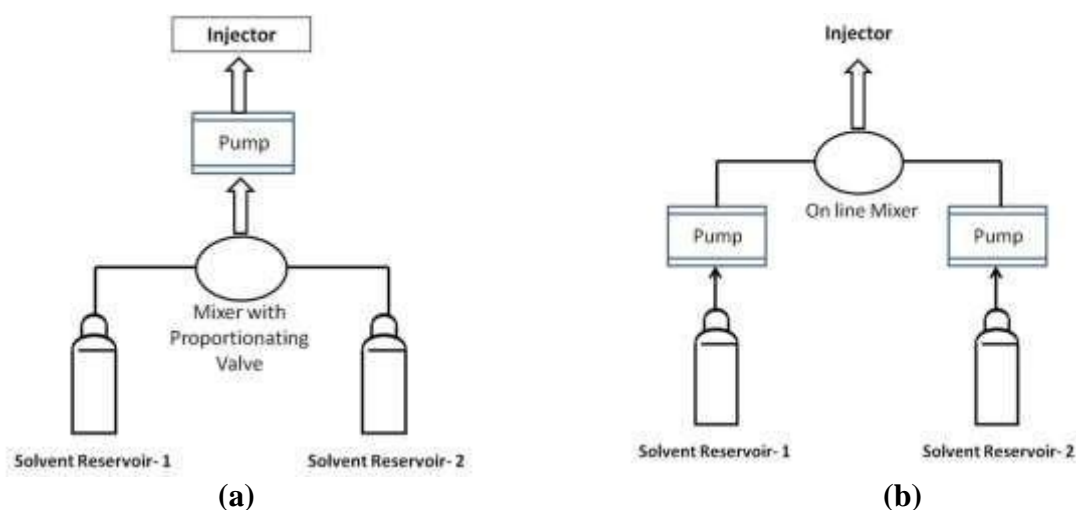 Injector
Pump
Mixer with
Proportionating
Valve
Solvent Reservoir- 1
Solvent Reservoir- 2
(a)
Injector
On line Mixer
Pump
Pump
Solvent Reservoir- 1
Solvent Reservoir- 2
(b)